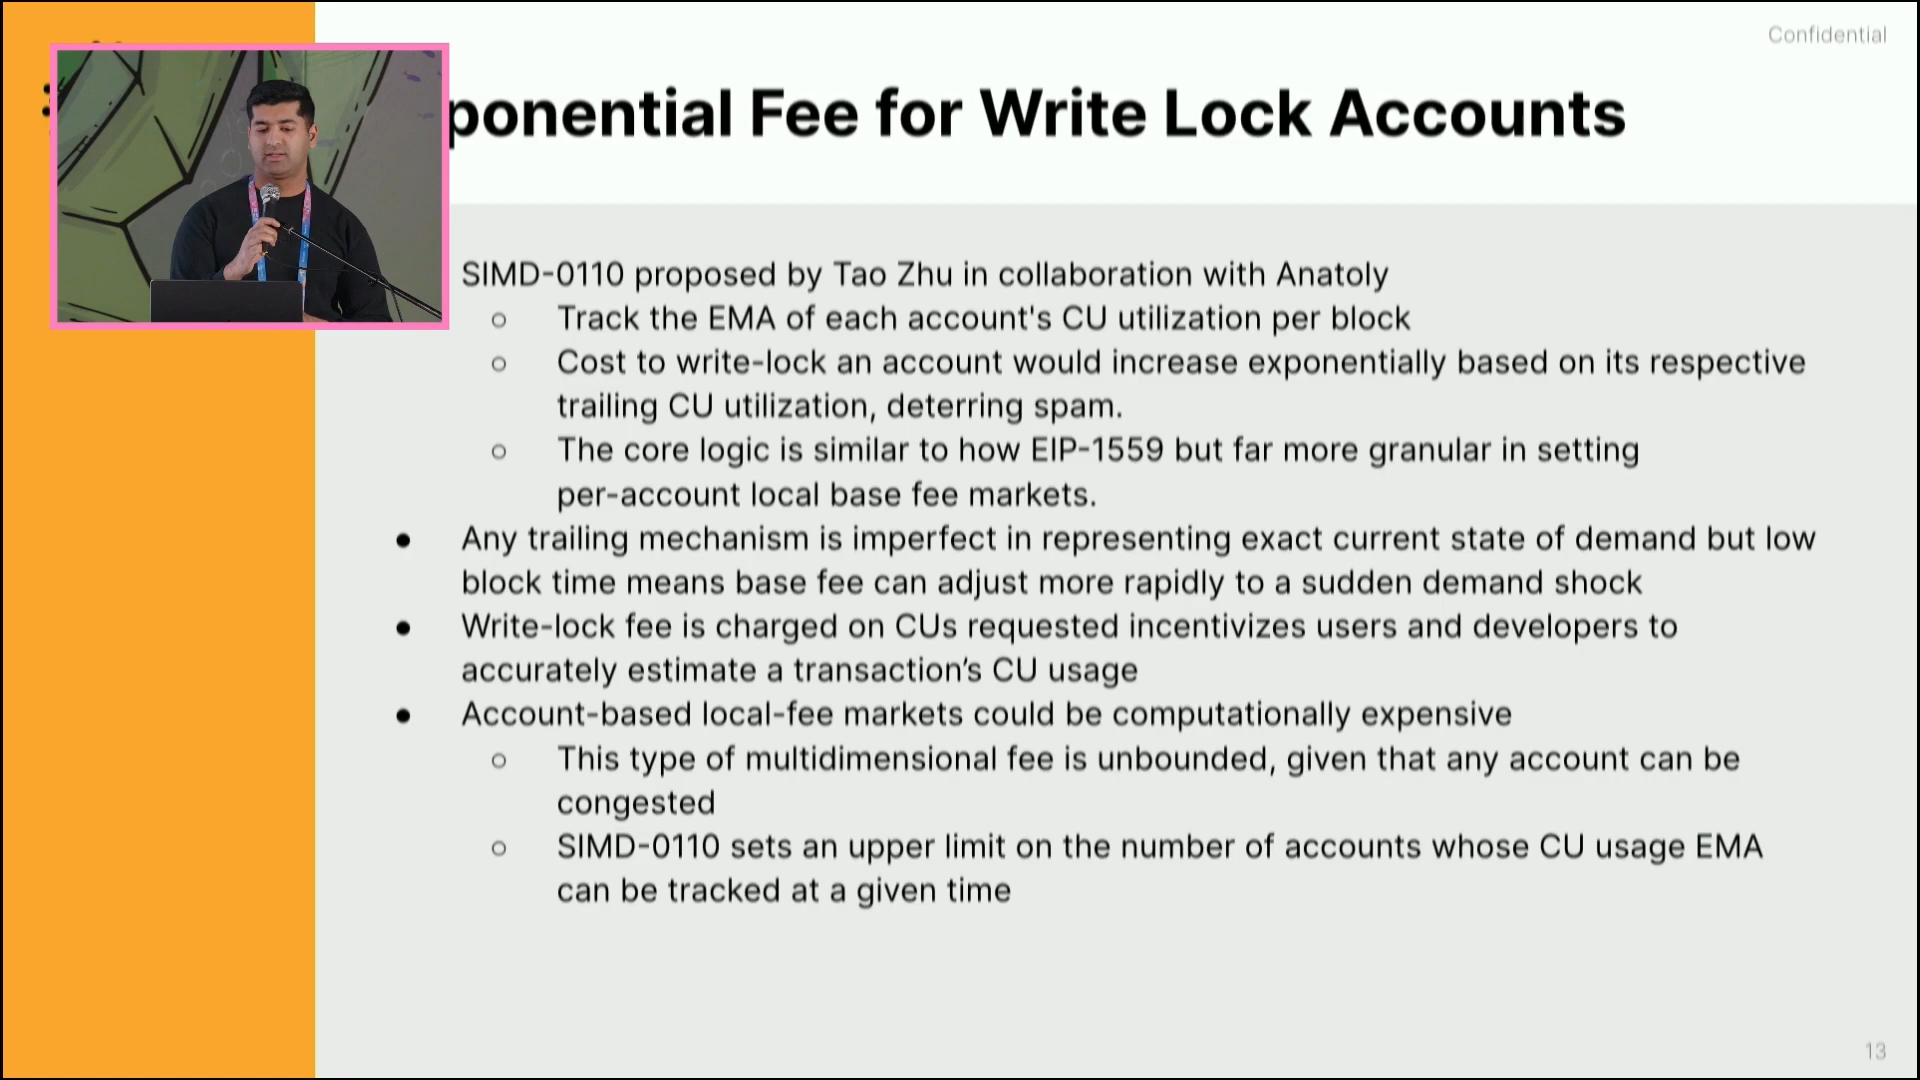 Confidential
ponential Fee for Write Lock Accounts
SIMD-0110 proposed by Tao Zhu in collaboration with Anatoly
○ Track the EMA of each account's CU utilization per block
○ Cost to write-lock an account would increase exponentially based on its respective
trailing CU utilization, deterring spam.
○ The core logic is similar to how EIP-1559 but far more granular in setting
per-account local base fee markets.
● Any trailing mechanism is imperfect in representing exact current state of demand but low
block time means base fee can adjust more rapidly to a sudden demand shock
● Write-lock fee is charged on CUs requested incentivizes users and developers to
accurately estimate a transaction’s CU usage
● Account-based local-fee markets could be computationally expensive
○ This type of multidimensional fee is unbounded, given that any account can be
congested
○ SIMD-0110 sets an upper limit on the number of accounts whose CU usage EMA
can be tracked at a given time
13